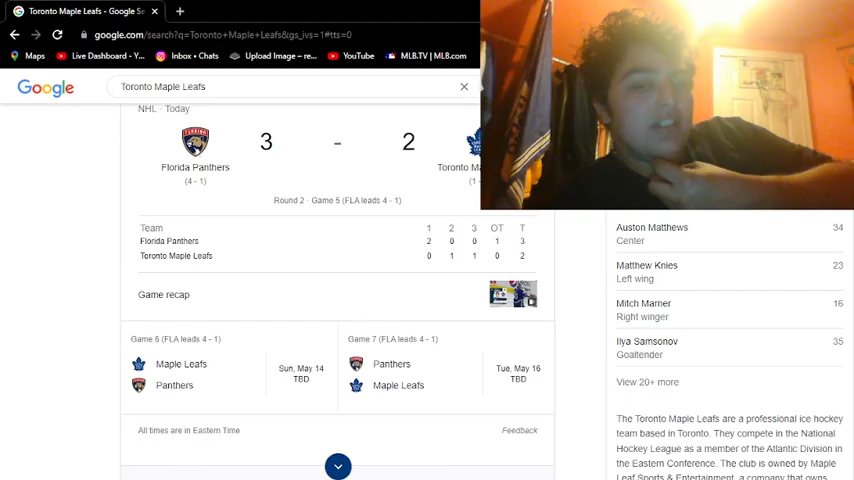 Toronto Maple Leafs - Google Se
google.com/search?q=Toronto+Maple+Leafs&gs_ivs=1#tts=0
Maps
Live Dashboard - Y...
Inbox • Chats
Upload Image – re...
YouTube
MLB.TV | MLB.com
Google
Toronto Maple Leafs
NHL · Today
3 - 2
Florida Panthers
Toronto M
(4 - 1)
(1 -
Round 2 · Game 5 (FLA leads 4 - 1)
Team 1 2 3 OT T
Florida Panthers 2 0 0 1 3
Toronto Maple Leafs 0 1 1 0 2
Game recap
Game 6 (FLA leads 4 - 1)
Maple Leafs
Panthers
Sun, May 14
TBD
Game 7 (FLA leads 4 - 1)
Panthers
Maple Leafs
Tue, May 16
TBD
All times are in Eastern Time
Feedback
Auston Matthews 34
Center
Matthew Knies 23
Left wing
Mitch Marner 16
Right winger
Ilya Samsonov 35
Goaltender
View 20+ more
The Toronto Maple Leafs are a professional ice hockey
team based in Toronto. They compete in the National
Hockey League as a member of the Atlantic Division in
the Eastern Conference. The club is owned by Maple
Leaf Sports & Entertainment, a company that owns